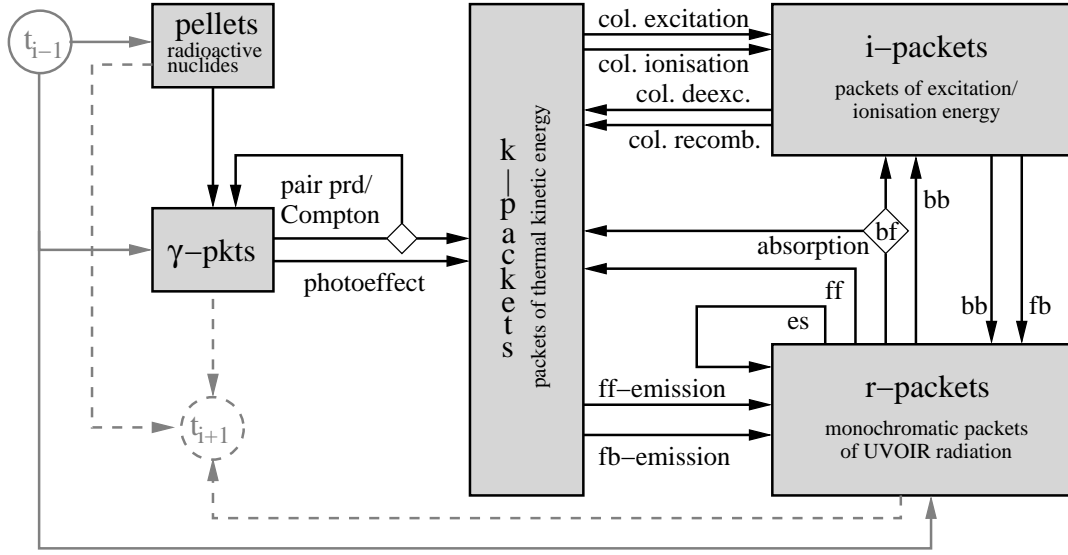 t_{i−1}
pellets
radioactive
nuclides
col. excitation
col. ionisation
col. deexc.
col. recomb.
i−packets
packets of excitation/
ionisation energy
k−packets
packets of thermal kinetic energy
pair prd/
Compton
γ−pkts
photoeffect
absorption
bf
bb
ff
es
bb
fb
t_{i+1}
ff−emission
fb−emission
r−packets
monochromatic packets
of UVOIR radiation